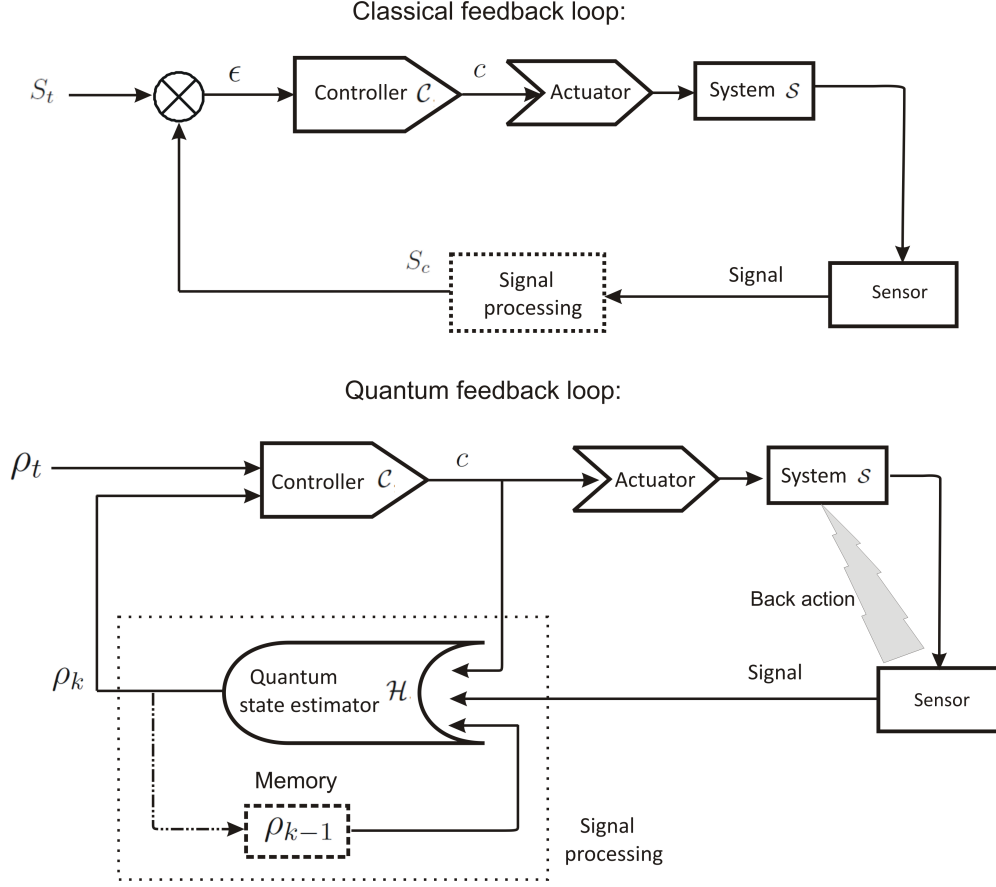 Classical feedback loop:
S_t
ϵ
Controller 𝒞
c
Actuator
System 𝒮
S_c
Signal
processing
Signal
Sensor
Quantum feedback loop:
ρ_t
Controller 𝒞
c
Actuator
System 𝒮
Back action
ρ_k
Quantum
state estimator ℋ
Signal
Sensor
Memory
ρ_{k−1}
Signal
processing